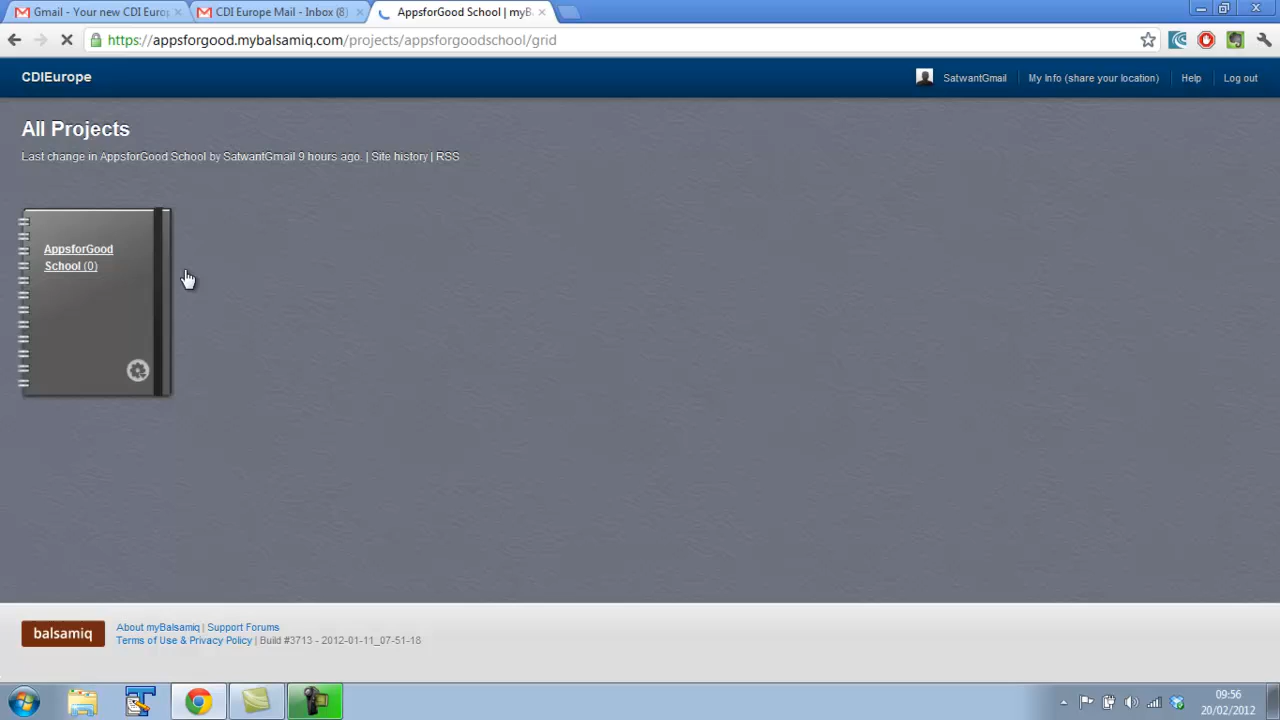 Gmail - Your new CDI Europ
CDI Europe Mail - Inbox (8)
AppsforGood School | myB
https://appsforgood.mybalsamiq.com/projects/appsforgoodschool/grid
CDIEurope
SatwantGmail
My Info (share your location)
Help
Log out
All Projects
Last change in AppsforGood School by SatwantGmail 9 hours ago. | Site history | RSS
AppsforGood
School (0)
balsamiq
About myBalsamiq | Support Forums
Terms of Use & Privacy Policy | Build #3713 - 2012-01-11_07-51-18
09:56
20/02/2012